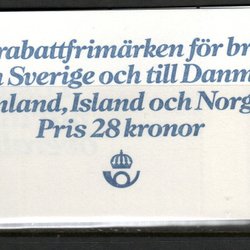 rabattfrimärken för br
Sverige och till Danm
nland, Island och Norg
Pris 28 kronor